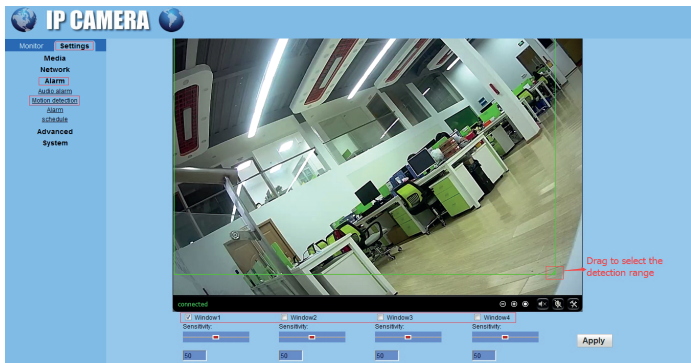 IP CAMERA
Monitor Settings
Media
Network
Alarm
Audio alarm
Motion detection
Alarm
schedule
Advanced
System
Drag to select the
detection range
connected
Window1 Window2 Window3 Window4
Sensitivity: Sensitivity: Sensitivity: Sensitivity:
50 50 50 50
Apply